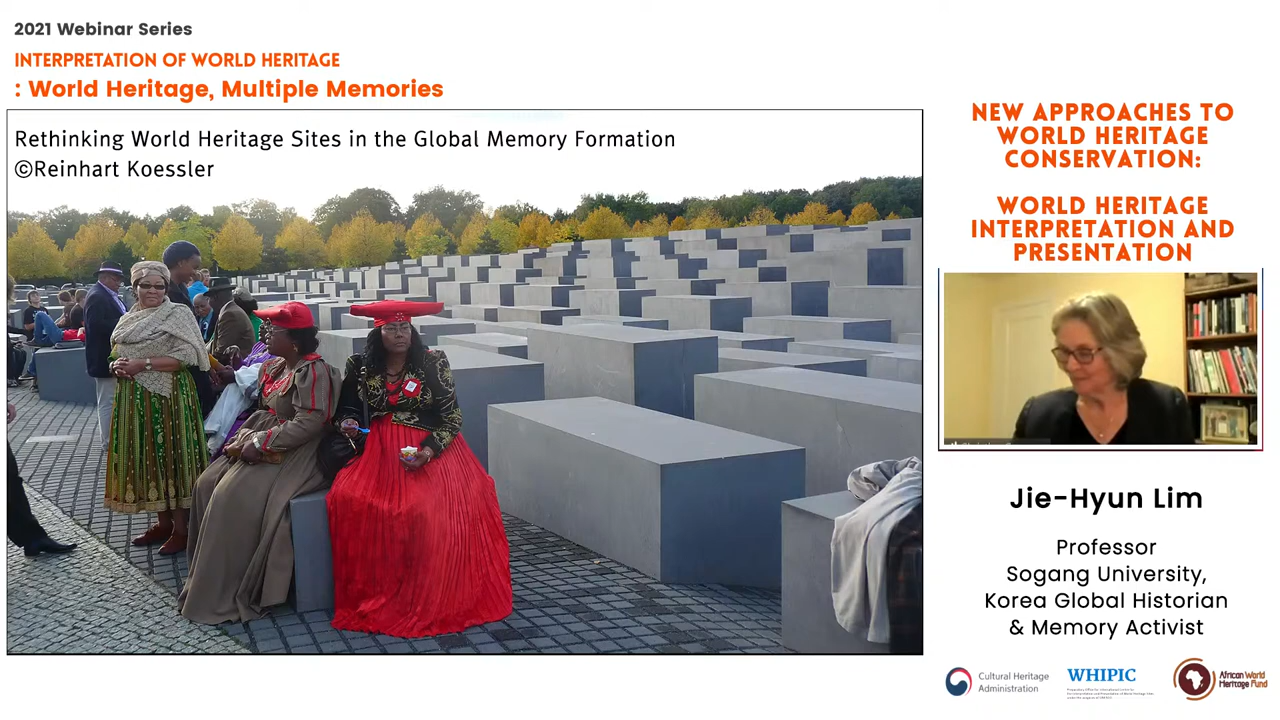 2021 Webinar Series
INTERPRETATION OF WORLD HERITAGE
: World Heritage, Multiple Memories
Rethinking World Heritage Sites in the Global Memory Formation
©Reinhart Koessler
NEW APPROACHES TO
WORLD HERITAGE
CONSERVATION:
WORLD HERITAGE
INTERPRETATION AND
PRESENTATION
Jie-Hyun Lim
Professor
Sogang University,
Korea Global Historian
& Memory Activist
Cultural Heritage
Administration
WHIPIC
African World
Heritage Fund